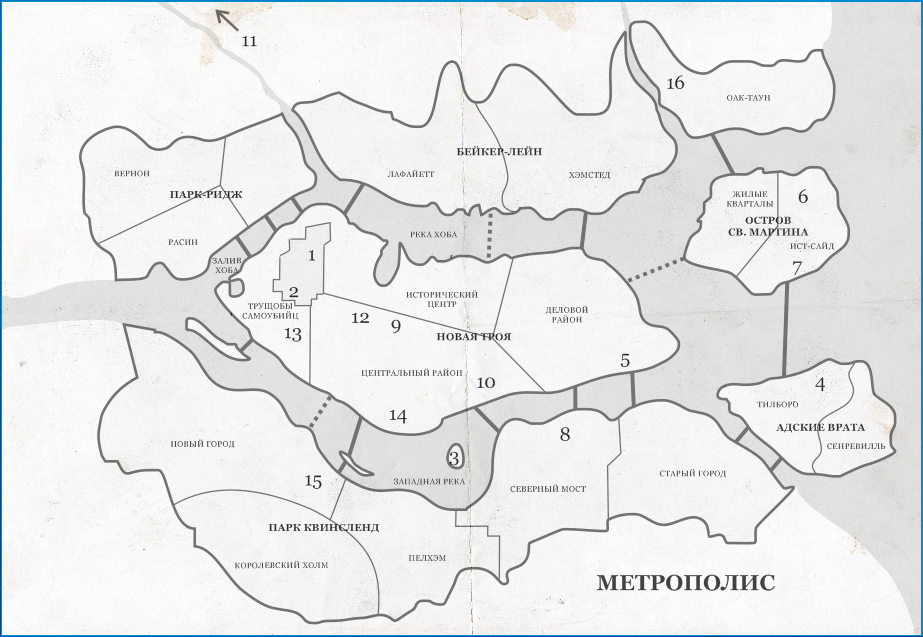 11
16
ОАК-ТАУН
БЕЙКЕР-ЛЕЙН
ЛАФАЙЕТТ
ХЭМСТЕД
ВЕРНОН
ПАРК-РИДЖ
РАСИН
ЖИЛЫЕ
КВАРТАЛЫ
6
ОСТРОВ
СВ. МАРТИНА
ИСТ-САЙД
7
РЕКА ХОБА
ЗАЛИВ
ХОБА
1
2
ТРУЩОБЫ
САМОУБИЙЦ
13
ИСТОРИЧЕСКИЙ
ЦЕНТР
12
9
ДЕЛОВОЙ
РАЙОН
НОВАЯ ТРОЯ
5
ЦЕНТРАЛЬНЫЙ РАЙОН
10
14
4
ТИЛБОРО
АДСКИЕ ВРАТА
СЕНРЕВИЛЛЬ
8
НОВЫЙ ГОРОД
3
15
ЗАПАДНАЯ РЕКА
СЕВЕРНЫЙ МОСТ
СТАРЫЙ ГОРОД
ПАРК КВИНСЛЕНД
КОРОЛЕВСКИЙ ХОЛМ
ПЕЛХЭМ
МЕТРОПОЛИС